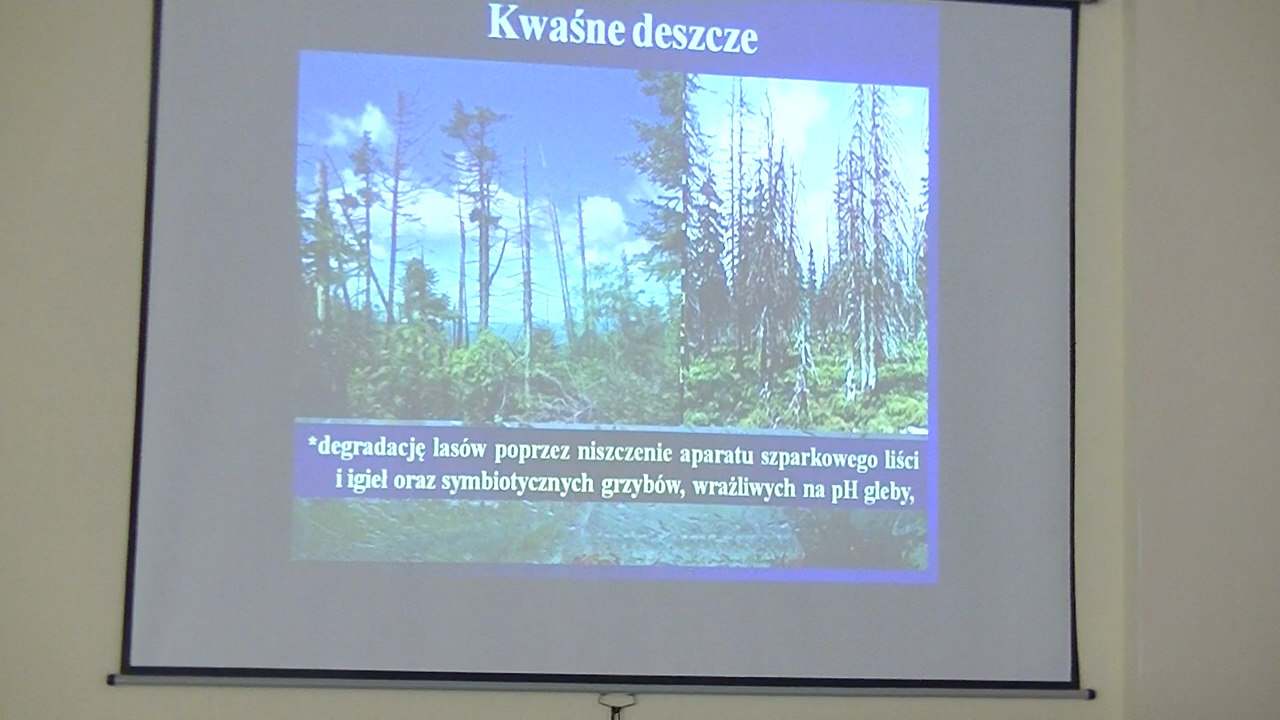 Kwaśne deszcze
*degradację lasów poprzez niszczenie aparatu szparkowego liści
i igieł oraz symbiotycznych grzybów, wrażliwych na pH gleby,